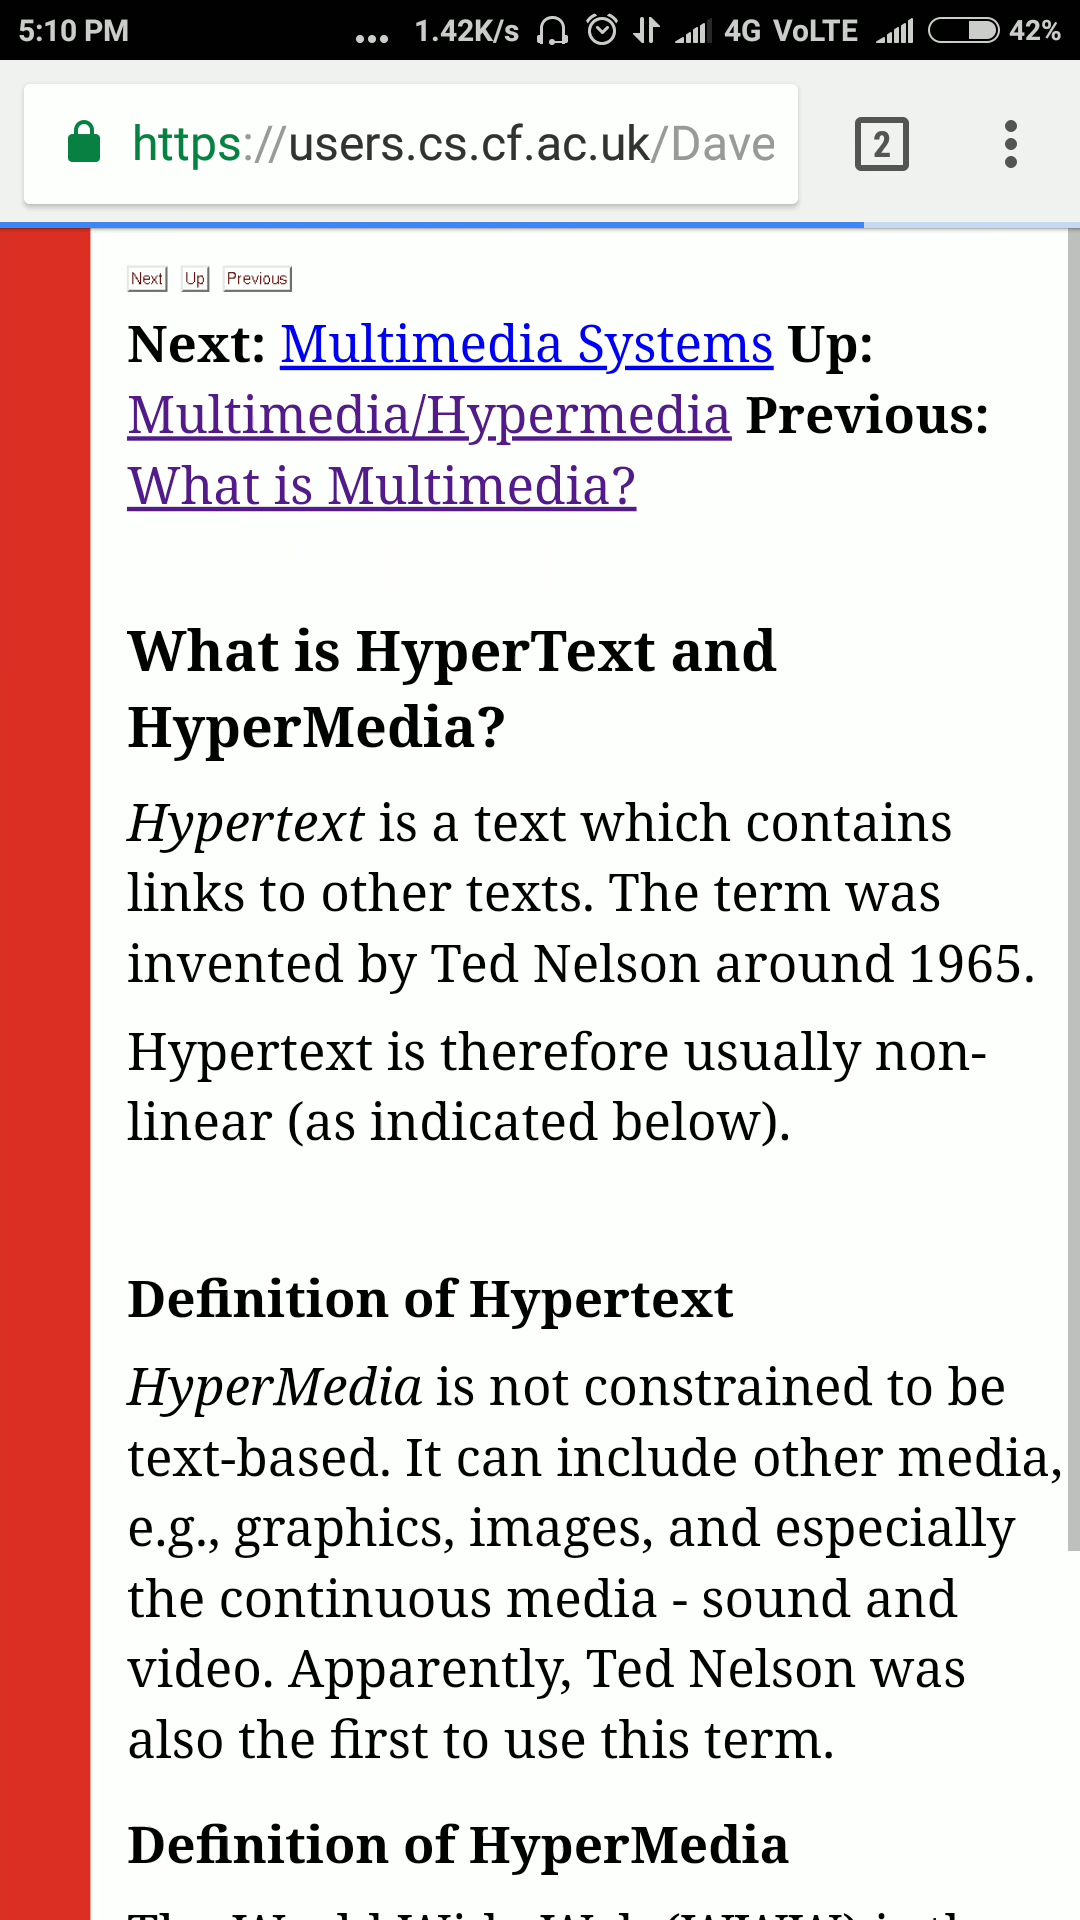 5:10 PM ... 1.42K/s 4G VoLTE 42%
https://users.cs.cf.ac.uk/Dave 2
Next Up Previous
Next: Multimedia Systems Up:
Multimedia/Hypermedia Previous:
What is Multimedia?
What is HyperText and
HyperMedia?
Hypertext is a text which contains
links to other texts. The term was
invented by Ted Nelson around 1965.
Hypertext is therefore usually non-
linear (as indicated below).
Definition of Hypertext
HyperMedia is not constrained to be
text-based. It can include other media,
e.g., graphics, images, and especially
the continuous media - sound and
video. Apparently, Ted Nelson was
also the first to use this term.
Definition of HyperMedia